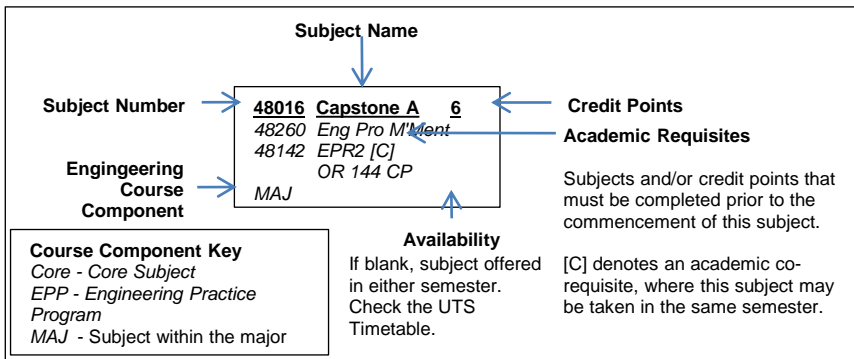 Subject Name
Subject Number
48016 Capstone A 6
48260 Eng Pro M'Ment
48142 EPR2 [C]
OR 144 CP
MAJ
Credit Points
Academic Requisites
Engingeering
Course
Component
Subjects and/or credit points that
must be completed prior to the
commencement of this subject.
[C] denotes an academic co-
requisite, where this subject may
be taken in the same semester.
Availability
If blank, subject offered
in either semester.
Check the UTS
Timetable.
Course Component Key
Core - Core Subject
EPP - Engineering Practice
Program
MAJ - Subject within the major